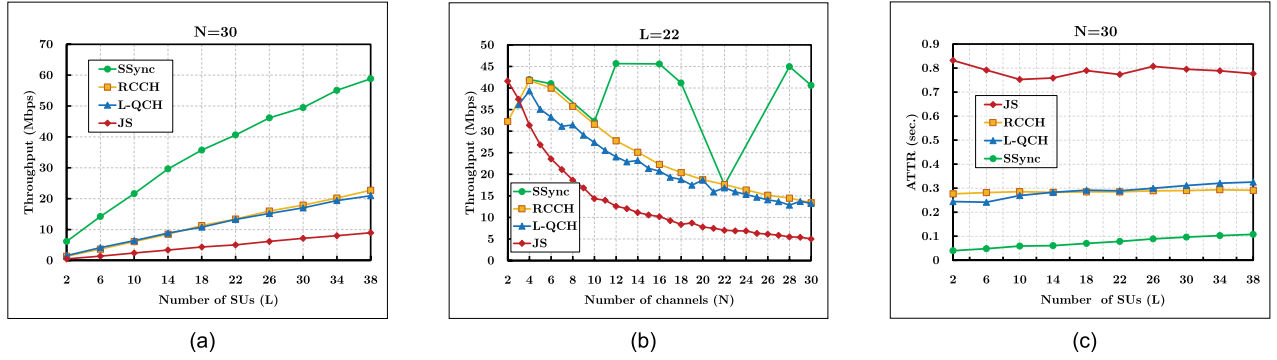 N=30
Throughput (Mbps)
70
60
50
40
30
20
10
0
SSync
RCCH
L-QCH
JS
2 6 10 14 18 22 26 30 34 38
Number of SUs (L)
(a)
L=22
Throughput (Mbps)
50
45
40
35
30
25
20
15
10
5
0
SSync
RCCH
L-QCH
JS
2 4 6 8 10 12 14 16 18 20 22 24 26 28 30
Number of channels (N)
(b)
N=30
ATTR (sec.)
0.9
0.8
0.7
0.6
0.5
0.4
0.3
0.2
0.1
0
JS
RCCH
L-QCH
SSync
2 6 10 14 18 22 26 30 34 38
Number of SUs (L)
(c)